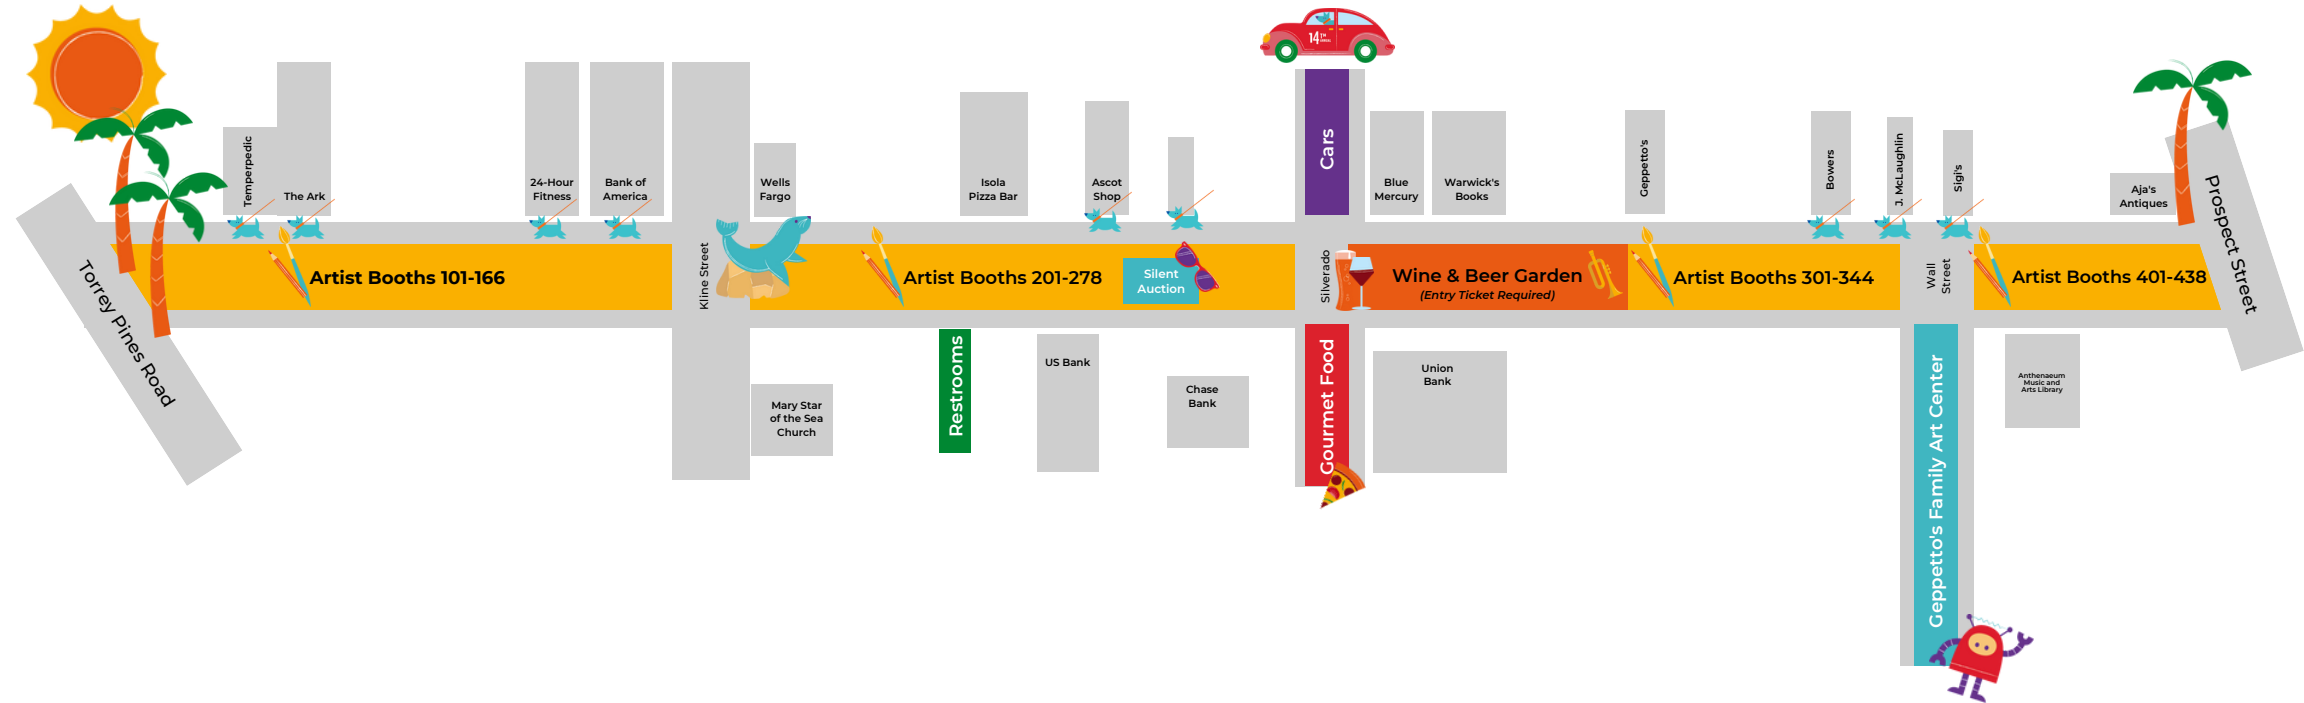 14TH
ANNUAL
Cars
Temperpedic
The Ark
24-Hour
Fitness
Bank of
America
Wells
Fargo
Isola
Pizza Bar
Ascot
Shop
Blue
Mercury
Warwick's
Books
Geppetto's
Bowers
J. McLaughlin
Sigi's
Aja's
Antiques
Torrey Pines Road
Artist Booths 101-166
Kline Street
Artist Booths 201-278
Silent
Auction
Silverado
Wine & Beer Garden
(Entry Ticket Required)
Artist Booths 301-344
Wall
Street
Artist Booths 401-438
Prospect Street
Mary Star
of the Sea
Church
Restrooms
US Bank
Chase
Bank
Gourmet Food
Union
Bank
Geppetto's Family Art Center
Anthenaeum
Music and
Arts Library